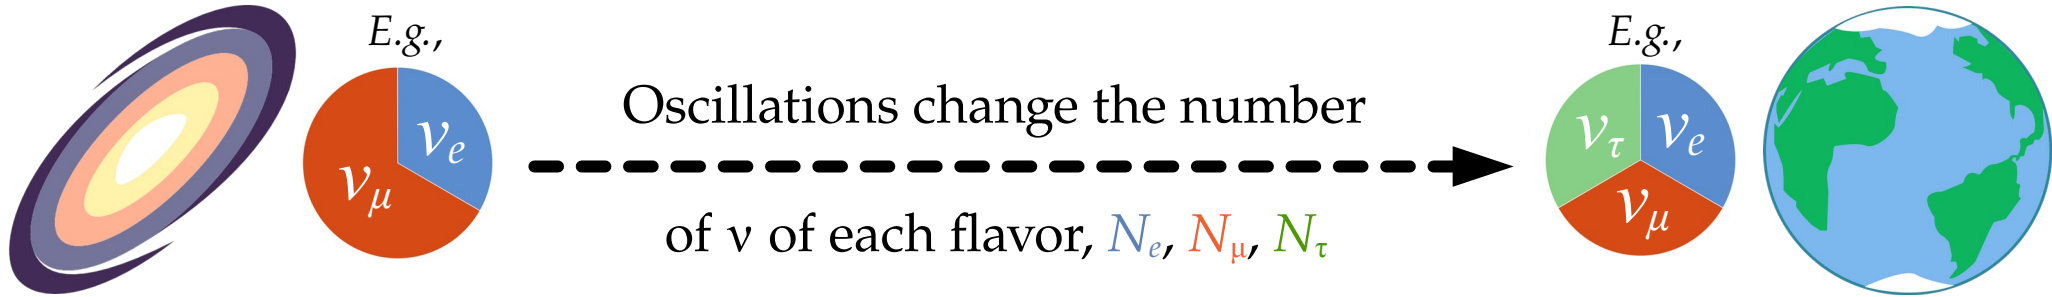 E.g.,
ν_e
ν_μ
Oscillations change the number
of ν of each flavor, N_e, N_μ, N_τ
E.g.,
ν_τ
ν_e
ν_μ